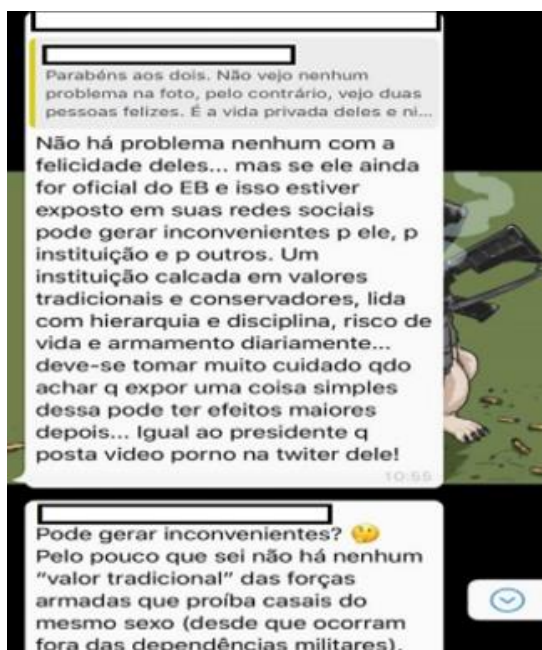 Parabéns aos dois. Não vejo nenhum
problema na foto, pelo contrário, vejo duas
pessoas felizes. É a vida privada deles e ni...
Não há problema nenhum com a
felicidade deles... mas se ele ainda
for oficial do EB e isso estiver
exposto em suas redes sociais
pode gerar inconvenientes p ele, p
instituição e p outros. Um
instituição calcada em valores
tradicionais e conservadores, lida
com hierarquia e disciplina, risco de
vida e armamento diariamente...
deve-se tomar muito cuidado qdo
achar q expor uma coisa simples
dessa pode ter efeitos maiores
depois... Igual ao presidente q
posta video porno na twiter dele!
10:55
Pode gerar inconvenientes? 🤔
Pelo pouco que sei não há nenhum
“valor tradicional” das forças
armadas que proíba casais do
mesmo sexo (desde que ocorram
fora das dependências militares).